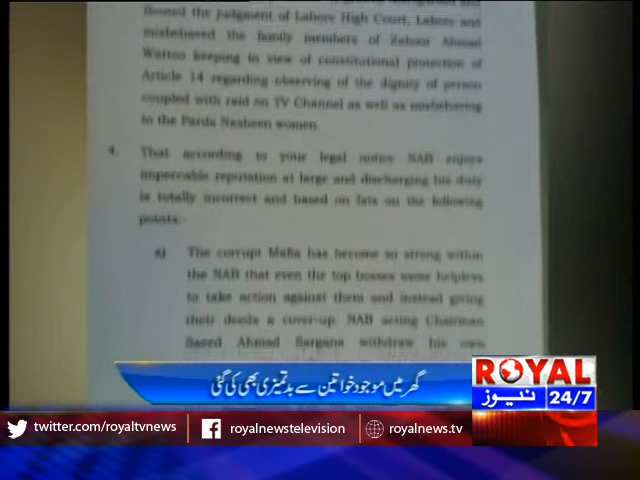 flouted the judgment of Lahore High Court, Lahore and
misbehaved the family members of Zahoor Ahmad
Wattoo keeping in view of constitutional protection of
Article 14 regarding observing of the dignity of person
coupled with raid on TV Channel as well as misbehaving
to the Parda Nasheen women.
4. That according to your legal notice NAB enjoys
impeccable reputation at large and discharging his duty
is totally incorrect and based on fals on the following
points:-
a) The corrupt Mafia has become so strong within
the NAB that even the top bosses same helpless
to take action against them and instead giving
their deeds a cover-up. NAB acting Chairman
Saeed Ahmad Sargana withdraw his own
گھر میں موجود خواتین سے بدتمیزی بھی کی گئی
ROYAL
نیوز 24/7
twitter.com/royaltvnews
royalnewstelevision
royalnews.tv